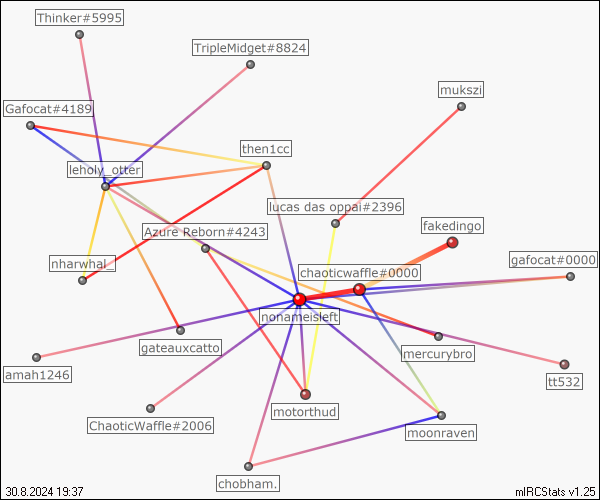 Thinker#5995
TripleMidget#8824
mukszi
Gafocat#4189
then1cc
leholy_otter
lucas das oppai#2396
fakedingo
Azure Reborn#4243
gafocat#0000
nharwhal_
chaoticwaffle#0000
nonameisleft
gateauxcatto
mercurybro
amah1246
tt532
ChaoticWaffle#2006
motorthud
moonraven
chobham.
30.8.2024 19:37
mIRCStats v1.25